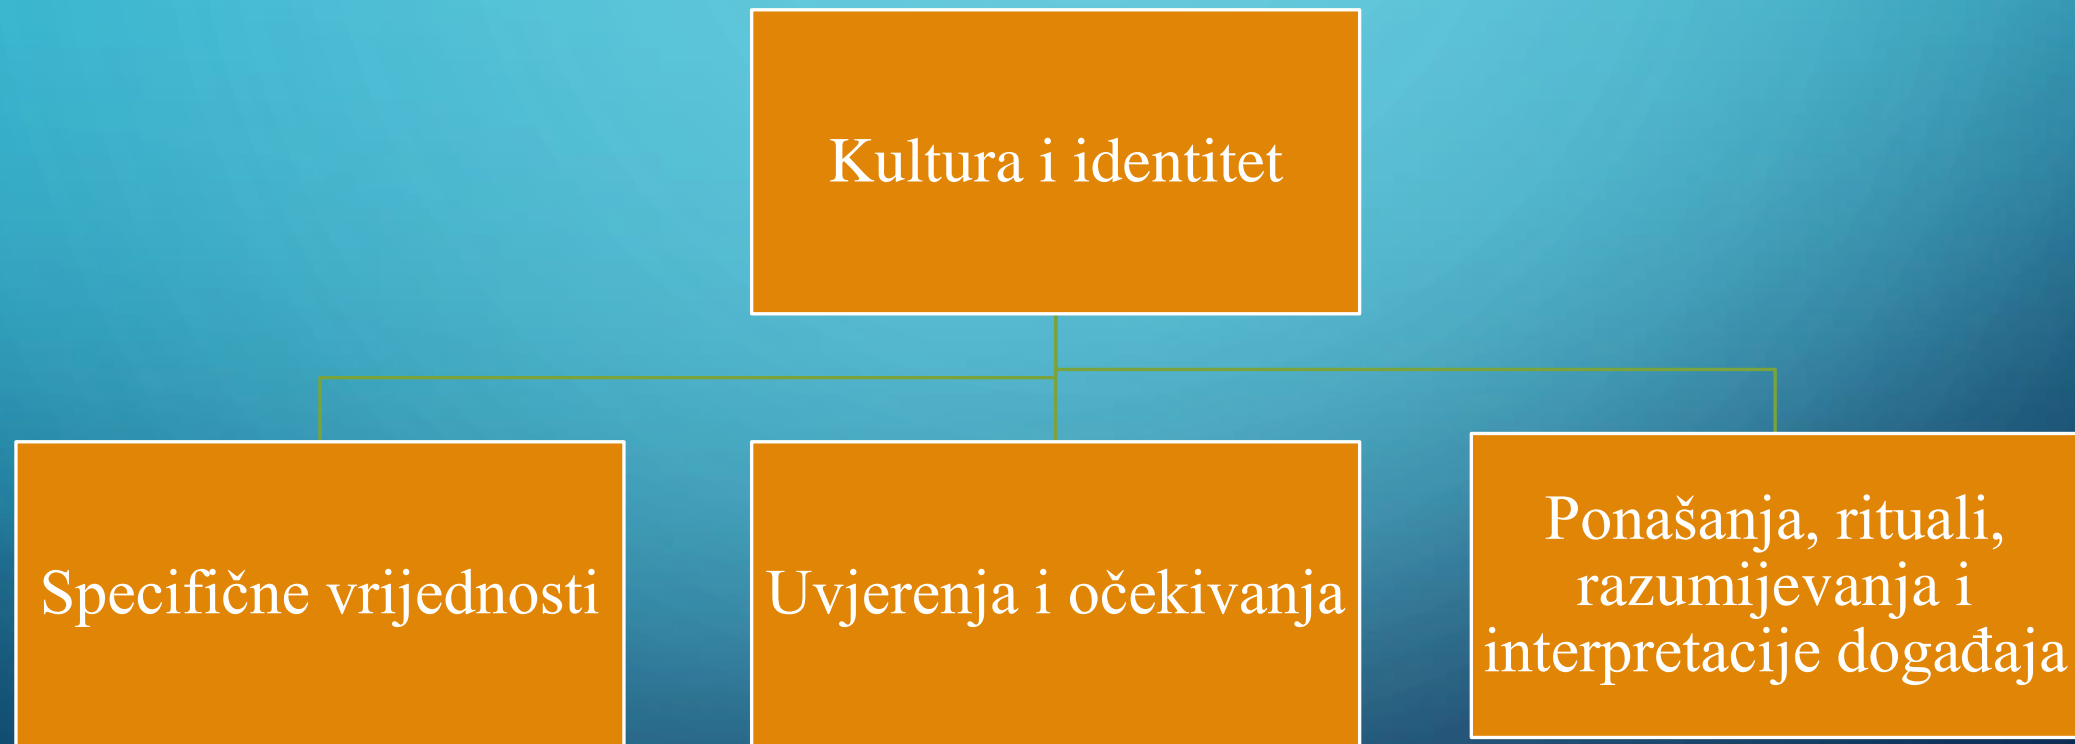 Kultura i identitet
Specifične vrijednosti
Uvjerenja i očekivanja
Ponašanja, rituali,
razumijevanja i
interpretacije događaja